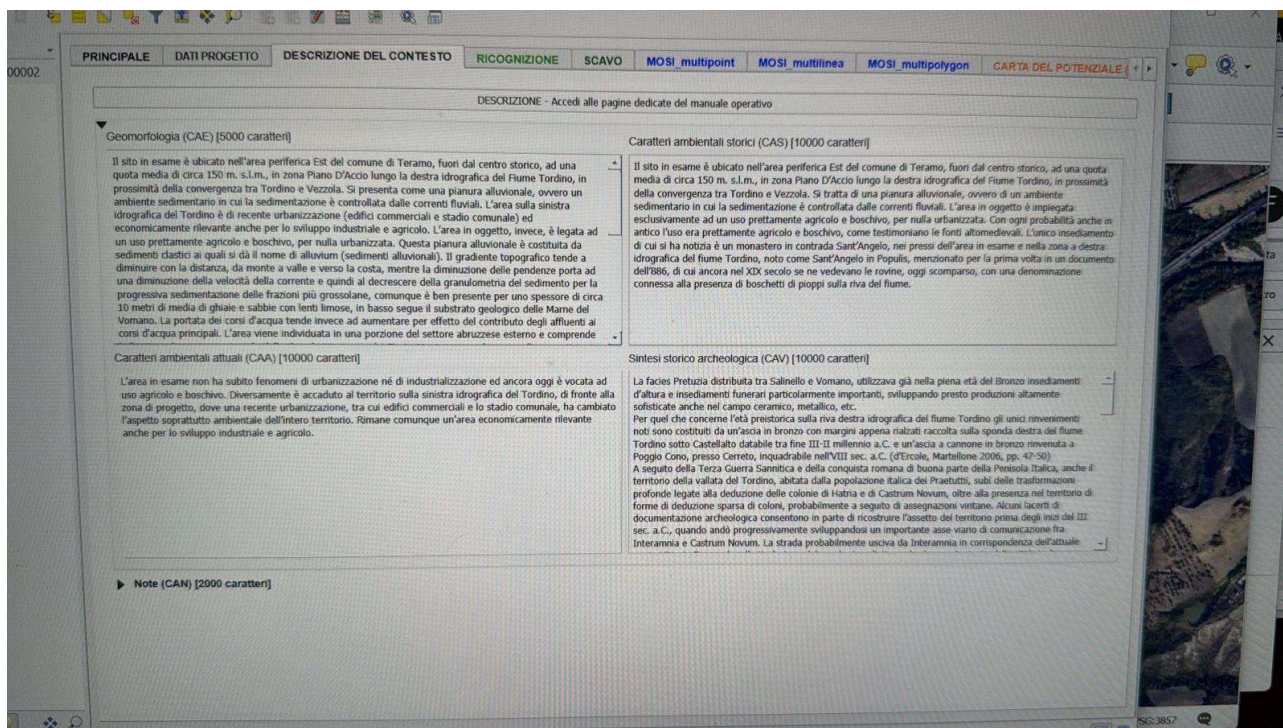 00002
PRINCIPALE
DATI PROGETTO
DESCRIZIONE DEL CONTESTO
RICOGNIZIONE
SCAVO
MOSI_multipoint
MOSI_multilinea
MOSI_multipolygon
CARTA DEL POTENZIALE (
DESCRIZIONE - Accedi alle pagine dedicate del manuale operativo
Geomorfologia (CAE) [5000 caratteri]
Il sito in esame è ubicato nell'area periferica Est del comune di Teramo, fuori dal centro storico, ad una
quota media di circa 150 m. s.l.m., in zona Piano D'Accio lungo la destra idrografica del Fiume Tordino, in
prossimità della convergenza tra Tordino e Vezzola. Si presenta come una pianura alluvionale, ovvero un
ambiente sedimentario in cui la sedimentazione è controllata dalle correnti fluviali. L'area sulla sinistra
idrografica del Tordino è di recente urbanizzazione (edifici commerciali e stadio comunale) ed
economicamente rilevante anche per lo sviluppo industriale e agricolo. L'area in oggetto, invece, è legata ad
un uso prettamente agricolo e boschivo, per nulla urbanizzata. Questa pianura alluvionale è costituita da
sedimenti clastici ai quali si dà il nome di alluvium (sedimenti alluvionali). Il gradiente topografico tende a
diminuire con la distanza, da monte a valle e verso la costa, mentre la diminuzione delle pendenze porta ad
una diminuzione della velocità della corrente e quindi al decrescere della granulometria del sedimento per la
progressiva sedimentazione delle frazioni più grossolane, comunque è ben presente per uno spessore di circa
10 metri di media di ghiaie e sabbie con lenti limose, in basso segue il substrato geologico delle Marne del
Vomano. La portata dei corsi d'acqua tende invece ad aumentare per effetto del contributo degli affluenti ai
corsi d'acqua principali. L'area viene individuata in una porzione del settore abruzzese esterno e comprende
Caratteri ambientali storici (CAS) [10000 caratteri]
Il sito in esame è ubicato nell'area periferica Est del comune di Teramo, fuori dal centro storico, ad una quota
media di circa 150 m. s.l.m., in zona Piano D'Accio lungo la destra idrografica del Fiume Tordino, in prossimità
della convergenza tra Tordino e Vezzola. Si tratta di una pianura alluvionale, ovvero di un ambiente
sedimentario in cui la sedimentazione è controllata dalle correnti fluviali. L'area in oggetto è impiegata
esclusivamente ad un uso prettamente agricolo e boschivo, per nulla urbanizzata. Con ogni probabilità anche in
antico l'uso era prettamente agricolo e boschivo, come testimoniano le fonti altomedievali. L'unico insediamento
di cui si ha notizia è un monastero in contrada Sant'Angelo, nei pressi dell'area in esame e nella zona a destra
idrografica del fiume Tordino, noto come Sant'Angelo in Populis, menzionato per la prima volta in un documento
dell'886, di cui ancora nel XIX secolo se ne vedevano le rovine, oggi scomparso, con una denominazione
connessa alla presenza di boschetti di pioppi sulla riva del fiume.
Caratteri ambientali attuali (CAA) [10000 caratteri]
L'area in esame non ha subito fenomeni di urbanizzazione né di industrializzazione ed ancora oggi è vocata ad
uso agricolo e boschivo. Diversamente è accaduto al territorio sulla sinistra idrografica del Tordino, di fronte alla
zona di progetto, dove una recente urbanizzazione, tra cui edifici commerciali e lo stadio comunale, ha cambiato
l'aspetto soprattutto ambientale dell'intero territorio. Rimane comunque un'area economicamente rilevante
anche per lo sviluppo industriale e agricolo.
Sintesi storico archeologica (CAV) [10000 caratteri]
La facies Pretuzia distribuita tra Salinello e Vomano, utilizzava già nella piena età del Bronzo insediamenti
d'altura e insediamenti funerari particolarmente importanti, sviluppando presto produzioni altamente
sofisticate anche nel campo ceramico, metallico, etc.
Per quel che concerne l'età preistorica sulla riva destra idrografica del fiume Tordino gli unici rinvenimenti
noti sono costituiti da un'ascia in bronzo con margini appena rialzati raccolta sulla sponda destra del fiume
Tordino sotto Castellalto databile tra fine III-II millennio a.C. e un'ascia a cannone in bronzo rinvenuta a
Poggio Cono, presso Cerreto, inquadrabile nell'VIII sec. a.C. (d'Ercole, Martellone 2006, pp. 47-50)
A seguito della Terza Guerra Sannitica e della conquista romana di buona parte della Penisola Italica, anche il
territorio della vallata del Tordino, abitata dalla popolazione italica dei Praetutti, subì delle trasformazioni
profonde legate alla deduzione delle colonie di Hatria e di Castrum Novum, oltre alla presenza nel territorio di
forme di deduzione sparsa di coloni, probabilmente a seguito di assegnazioni viritane. Alcuni lacerti di
documentazione archeologica consentono in parte di ricostruire l'assetto del territorio prima degli inizi del III
sec. a.C., quando andò progressivamente sviluppandosi un importante asse viario di comunicazione fra
Interamnia e Castrum Novum. La strada probabilmente usciva da Interamnia in corrispondenza dell'attuale
Note (CAN) [2000 caratteri]
SG:3857